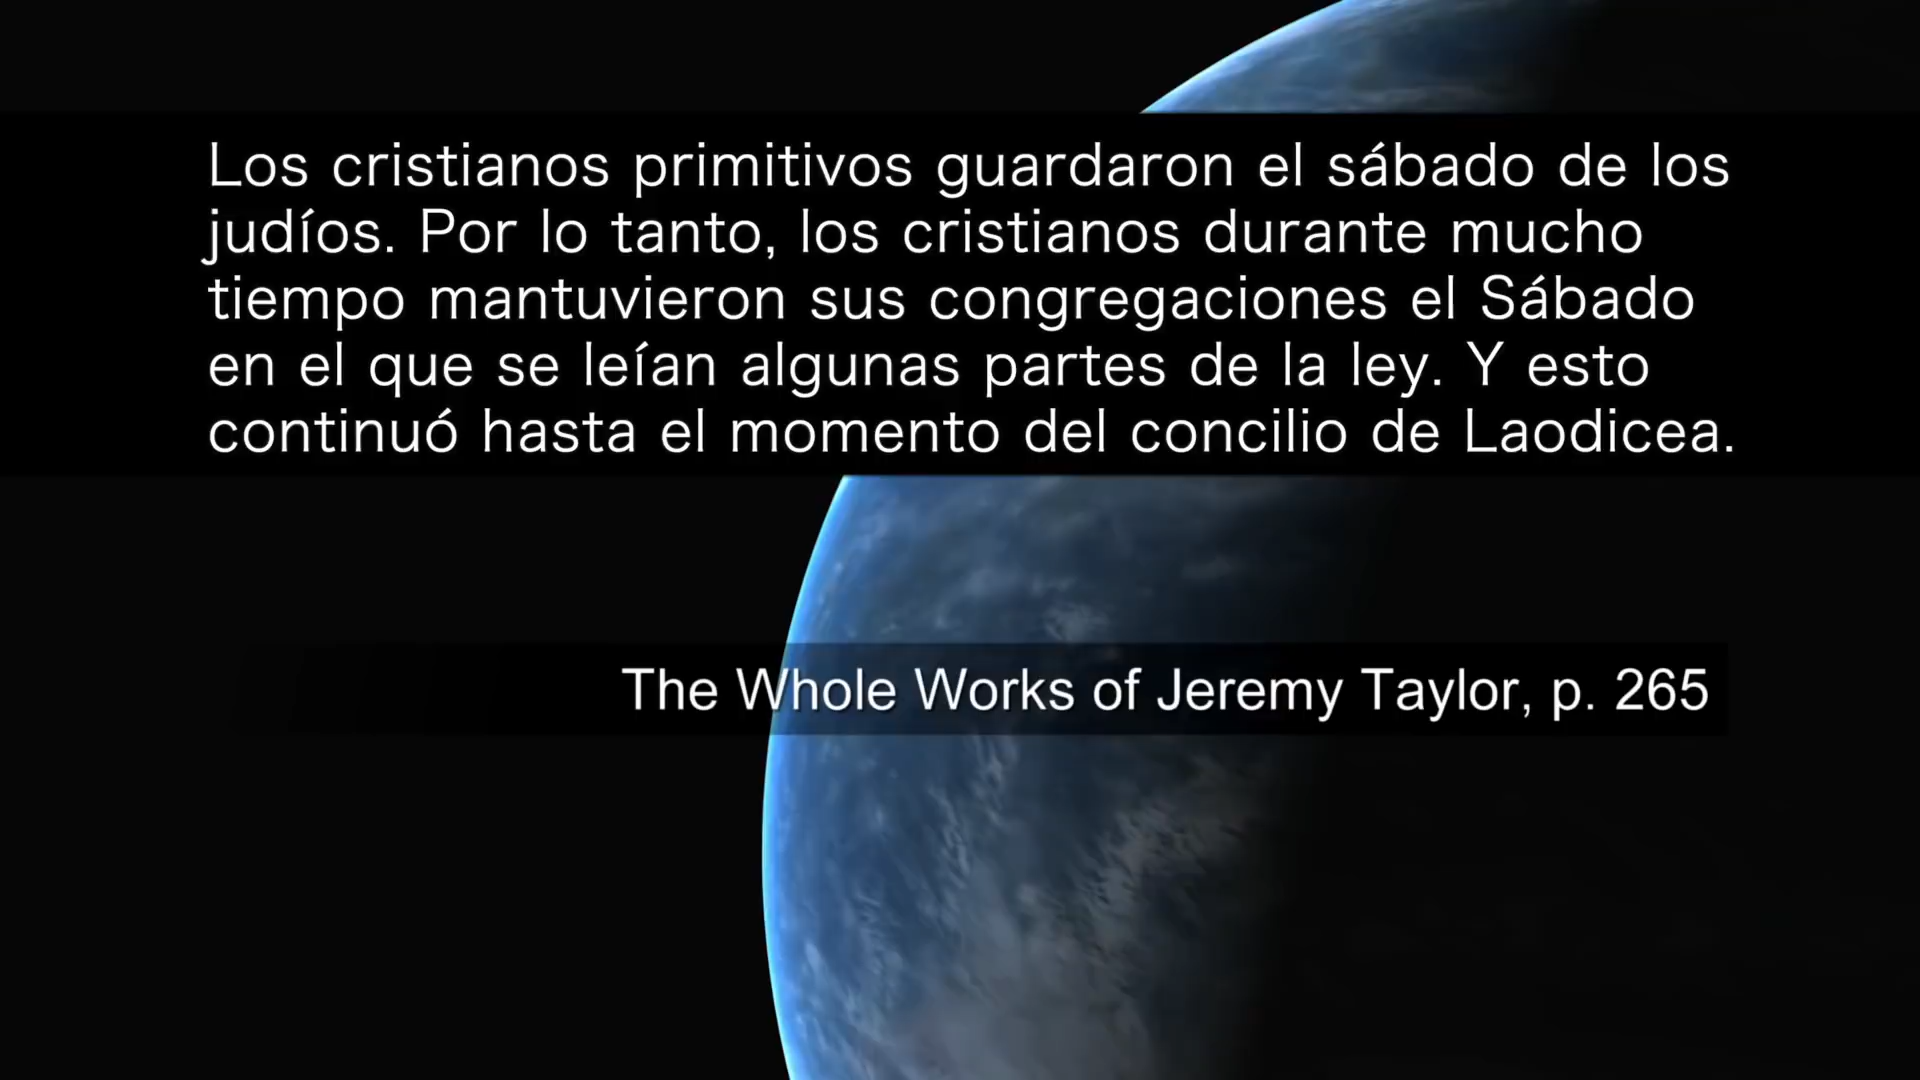 Los cristianos primitivos guardaron el sábado de los
judíos. Por lo tanto, los cristianos durante mucho
tiempo mantuvieron sus congregaciones el Sábado
en el que se leían algunas partes de la ley. Y esto
continuó hasta el momento del concilio de Laodicea.
The Whole Works of Jeremy Taylor, p. 265